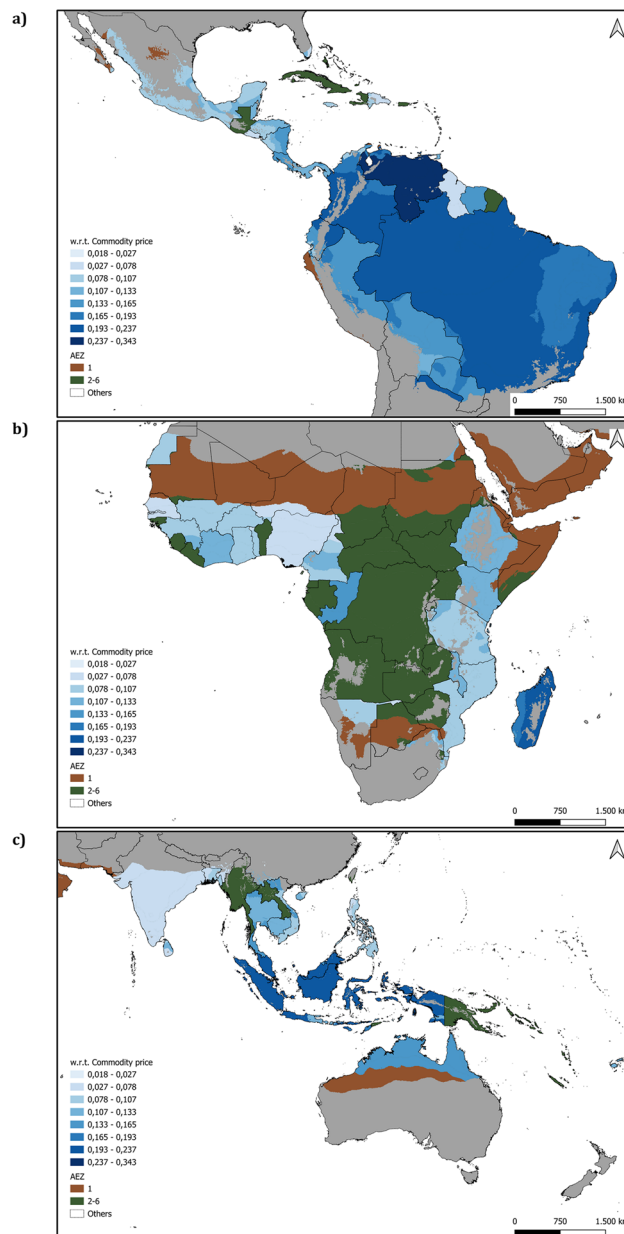 a)
w.r.t. Commodity price
0,018 - 0,027
0,027 - 0,078
0,078 - 0,107
0,107 - 0,133
0,133 - 0,165
0,165 - 0,193
0,193 - 0,237
0,237 - 0,343
AEZ
1
2-6
Others
0 750 1.500 km
b)
w.r.t. Commodity price
0,018 - 0,027
0,027 - 0,078
0,078 - 0,107
0,107 - 0,133
0,133 - 0,165
0,165 - 0,193
0,193 - 0,237
0,237 - 0,343
AEZ
1
2-6
Others
0 750 1.500 km
c)
w.r.t. Commodity price
0,018 - 0,027
0,027 - 0,078
0,078 - 0,107
0,107 - 0,133
0,133 - 0,165
0,165 - 0,193
0,193 - 0,237
0,237 - 0,343
AEZ
1
2-6
Others
0 750 1.500 km